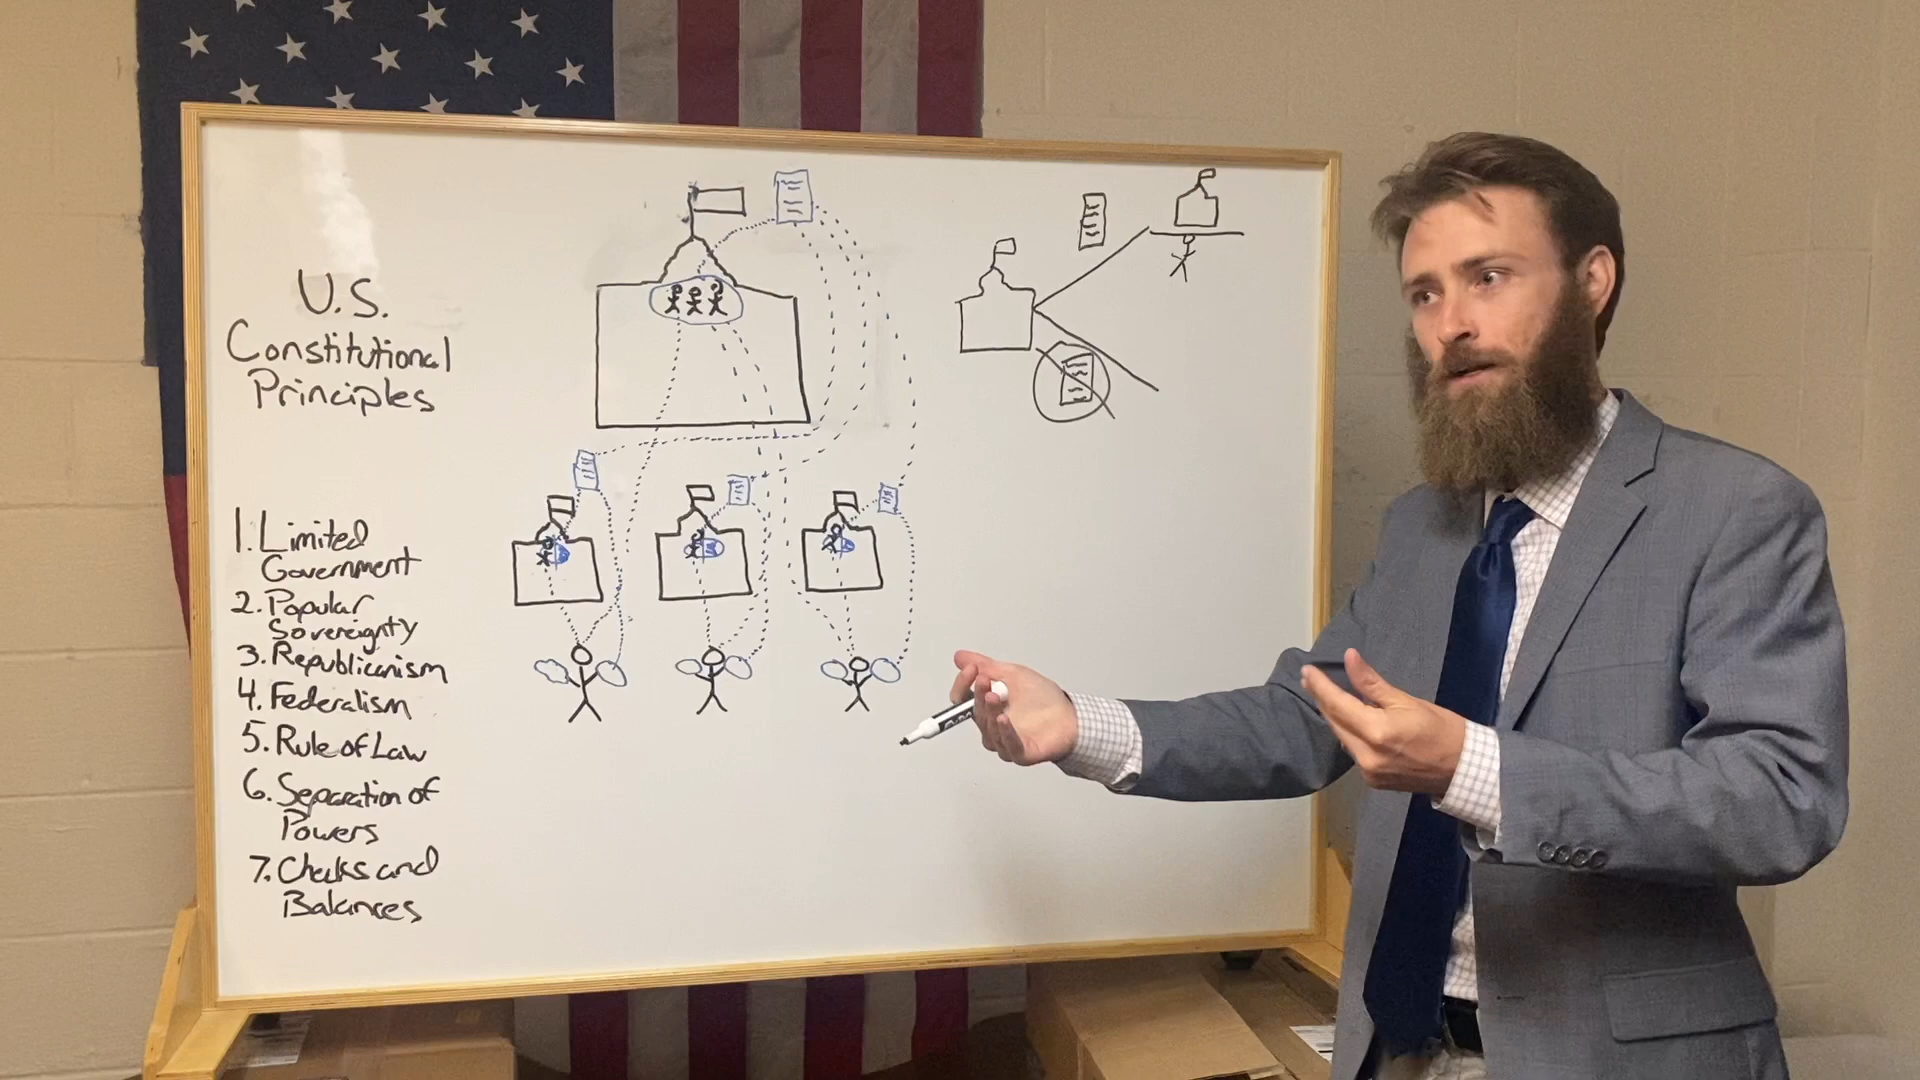 U.S.
Constitutional
Principles
1. Limited
Government
2. Popular
Sovereignty
3. Republicanism
4. Federalism
5. Rule of Law
6. Separation of
Powers
7. Checks and
Balances